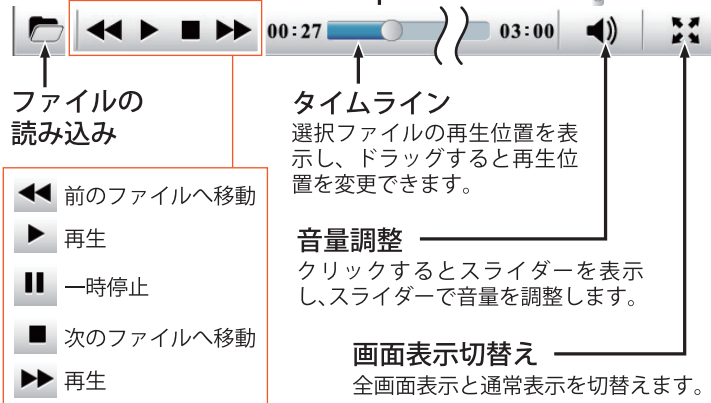 00:27
03:00
ファイルの
読み込み
タイムライン
選択ファイルの再生位置を表
示し、ドラッグすると再生位
置を変更できます。
前のファイルへ移動
再生
一時停止
次のファイルへ移動
再生
音量調整
クリックするとスライダーを表示
し、スライダーで音量を調整します。
画面表示切替え
全画面表示と通常表示を切替えます。